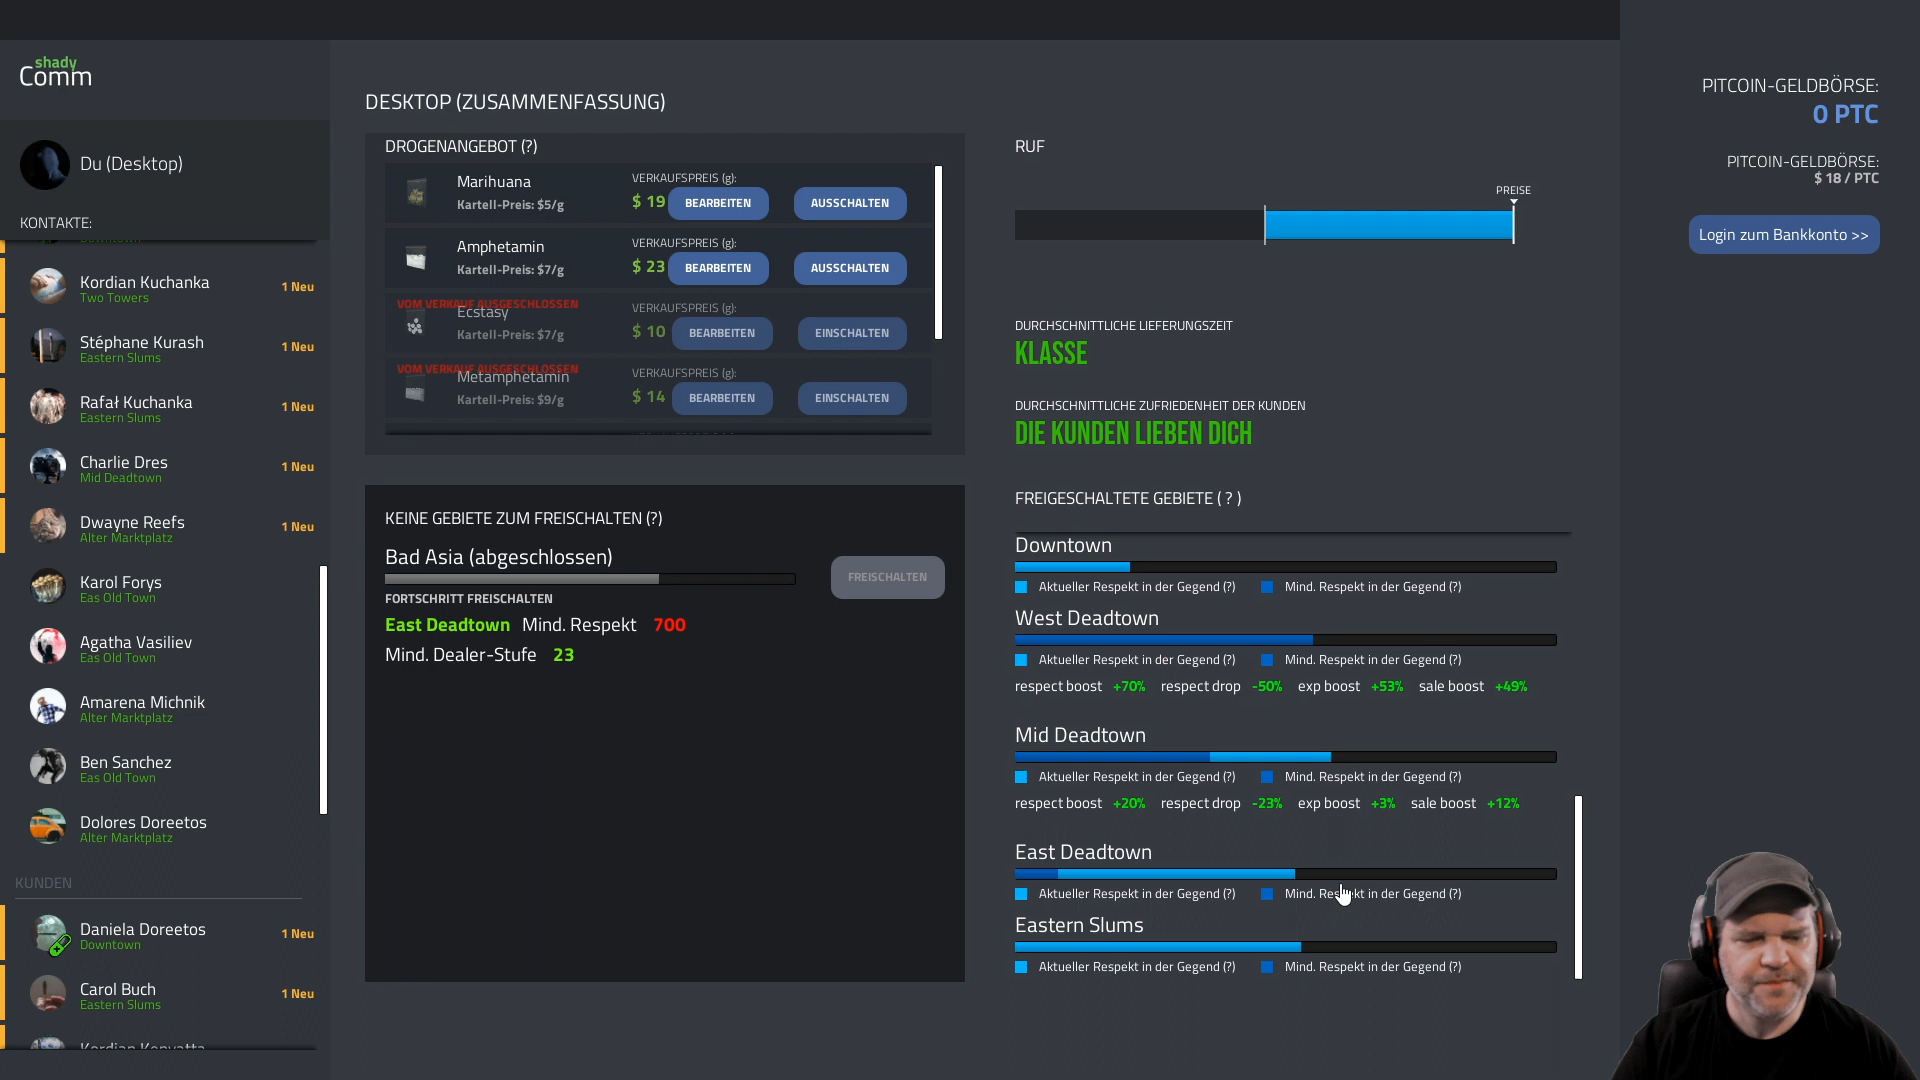 shady
Comm
Du (Desktop)
KONTAKTE:
Downtown
Kordian Kuchanka
1 Neu
Two Towers
Stéphane Kurash
1 Neu
Eastern Slums
Rafał Kuchanka
1 Neu
Eastern Slums
Charlie Dres
1 Neu
Mid Deadtown
Dwayne Reefs
1 Neu
Alter Marktplatz
Karol Forys
Eas Old Town
Agatha Vasiliev
Eas Old Town
Amarena Michnik
Alter Marktplatz
Ben Sanchez
Eas Old Town
Dolores Doreetos
Alter Marktplatz
KUNDEN
Daniela Doreetos
1 Neu
Downtown
Carol Buch
1 Neu
Eastern Slums
Kordian Kenyatta
DESKTOP (ZUSAMMENFASSUNG)
DROGENANGEBOT (?)
Marihuana
Kartell-Preis: $5/g
VERKAUFSPREIS (g):
$ 19
BEARBEITEN
AUSSCHALTEN
Amphetamin
Kartell-Preis: $7/g
VERKAUFSPREIS (g):
$ 23
BEARBEITEN
AUSSCHALTEN
VOM VERKAUF AUSGESCHLOSSEN
Ecstasy
Kartell-Preis: $7/g
VERKAUFSPREIS (g):
$ 10
BEARBEITEN
EINSCHALTEN
VOM VERKAUF AUSGESCHLOSSEN
Metamphetamin
Kartell-Preis: $9/g
VERKAUFSPREIS (g):
$ 14
BEARBEITEN
EINSCHALTEN
KEINE GEBIETE ZUM FREISCHALTEN (?)
Bad Asia (abgeschlossen)
FREISCHALTEN
FORTSCHRITT FREISCHALTEN
East Deadtown Mind. Respekt 700
Mind. Dealer-Stufe 23
RUF
PREISE
DURCHSCHNITTLICHE LIEFERUNGSZEIT
KLASSE
DURCHSCHNITTLICHE ZUFRIEDENHEIT DER KUNDEN
DIE KUNDEN LIEBEN DICH
FREIGESCHALTETE GEBIETE ( ? )
Downtown
Aktueller Respekt in der Gegend (?) Mind. Respekt in der Gegend (?)
West Deadtown
Aktueller Respekt in der Gegend (?) Mind. Respekt in der Gegend (?)
respect boost +70% respect drop -50% exp boost +53% sale boost +49%
Mid Deadtown
Aktueller Respekt in der Gegend (?) Mind. Respekt in der Gegend (?)
respect boost +20% respect drop -23% exp boost +3% sale boost +12%
East Deadtown
Aktueller Respekt in der Gegend (?) Mind. Respekt in der Gegend (?)
Eastern Slums
Aktueller Respekt in der Gegend (?) Mind. Respekt in der Gegend (?)
PITCOIN-GELDBÖRSE:
0 PTC
PITCOIN-GELDBÖRSE:
$ 18 / PTC
Login zum Bankkonto >>